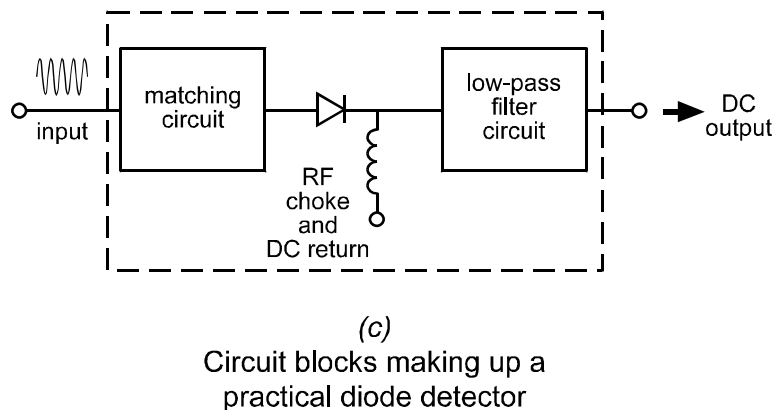 input
matching
circuit
RF
choke
and
DC return
low-pass
filter
circuit
DC
output
(c)
Circuit blocks making up a
practical diode detector